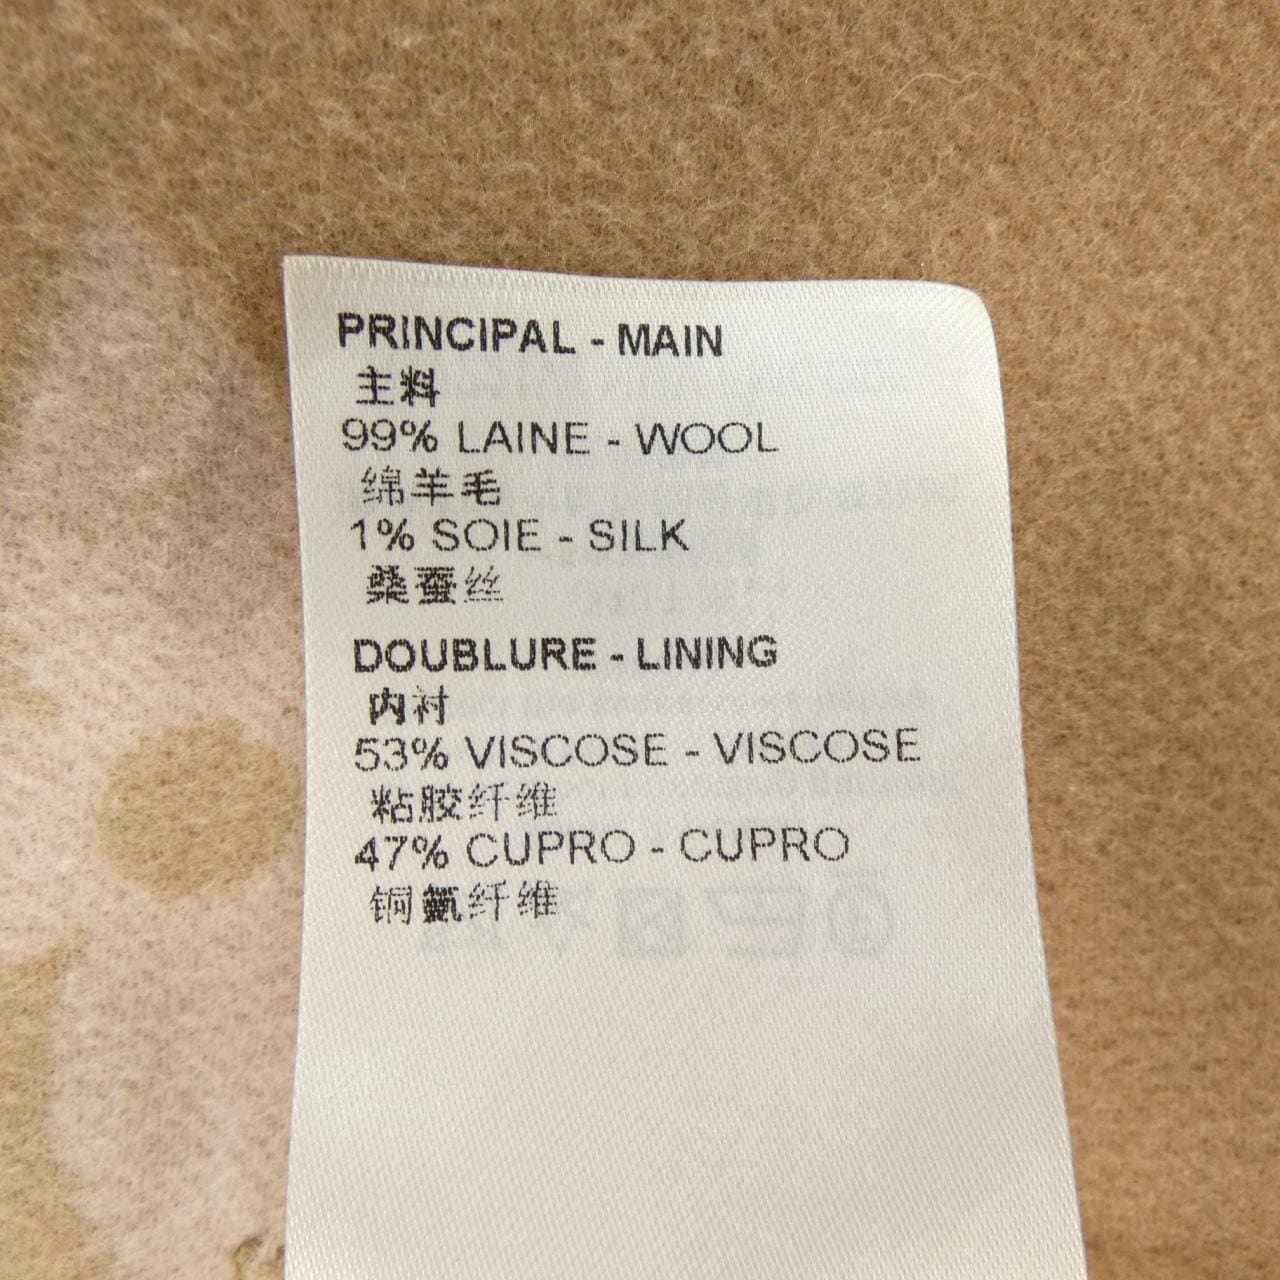 PRINCIPAL - MAIN
主料
99% LAINE - WOOL
绵羊毛
1% SOIE - SILK
桑蚕丝
DOUBLURE - LINING
内衬
53% VISCOSE - VISCOSE
粘胶纤维
47% CUPRO - CUPRO
铜氨纤维